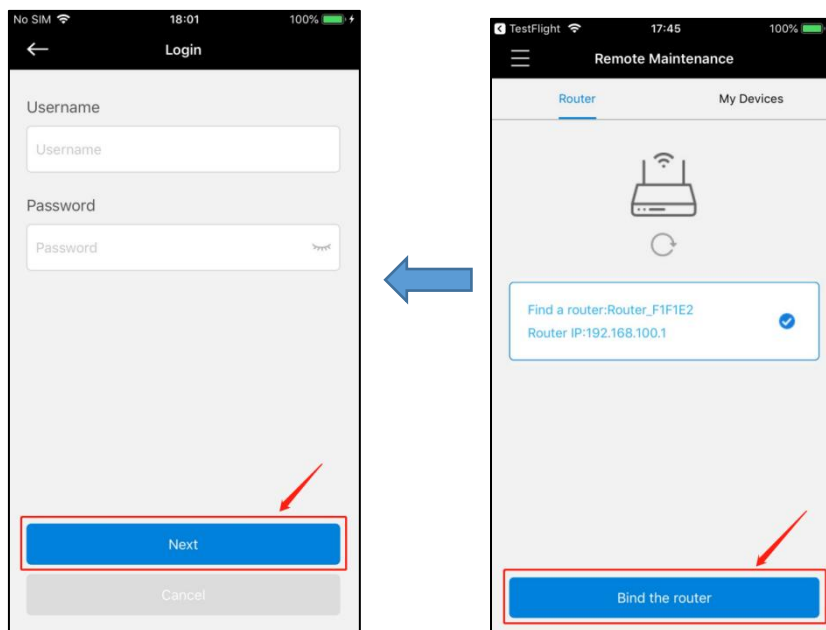 No SIM 18:01 100%
Login
Username
Username
Password
Password
Next
Cancel
TestFlight 17:45 100%
Remote Maintenance
Router My Devices
Find a router:Router_F1F1E2
Router IP:192.168.100.1
Bind the router